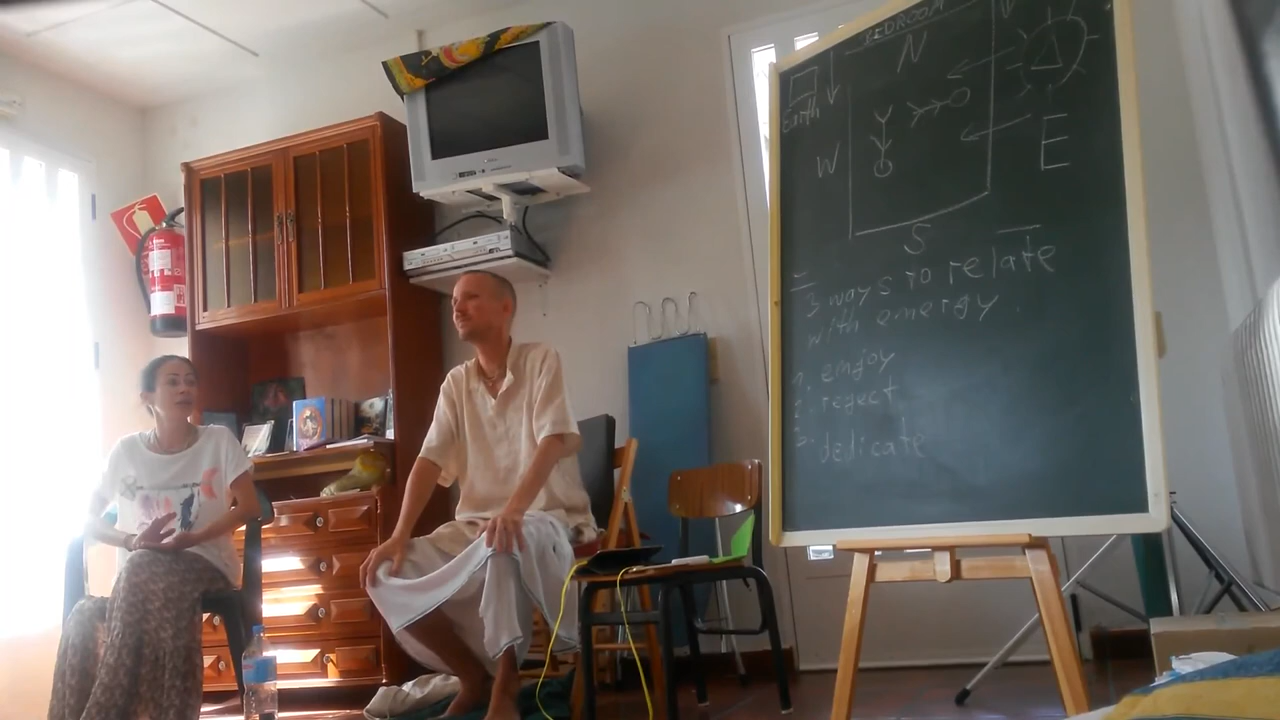 BEDROOM
N
Earth
W
E
S
3 ways to relate
with energy.
1. enjoy
2. reject
3. dedicate